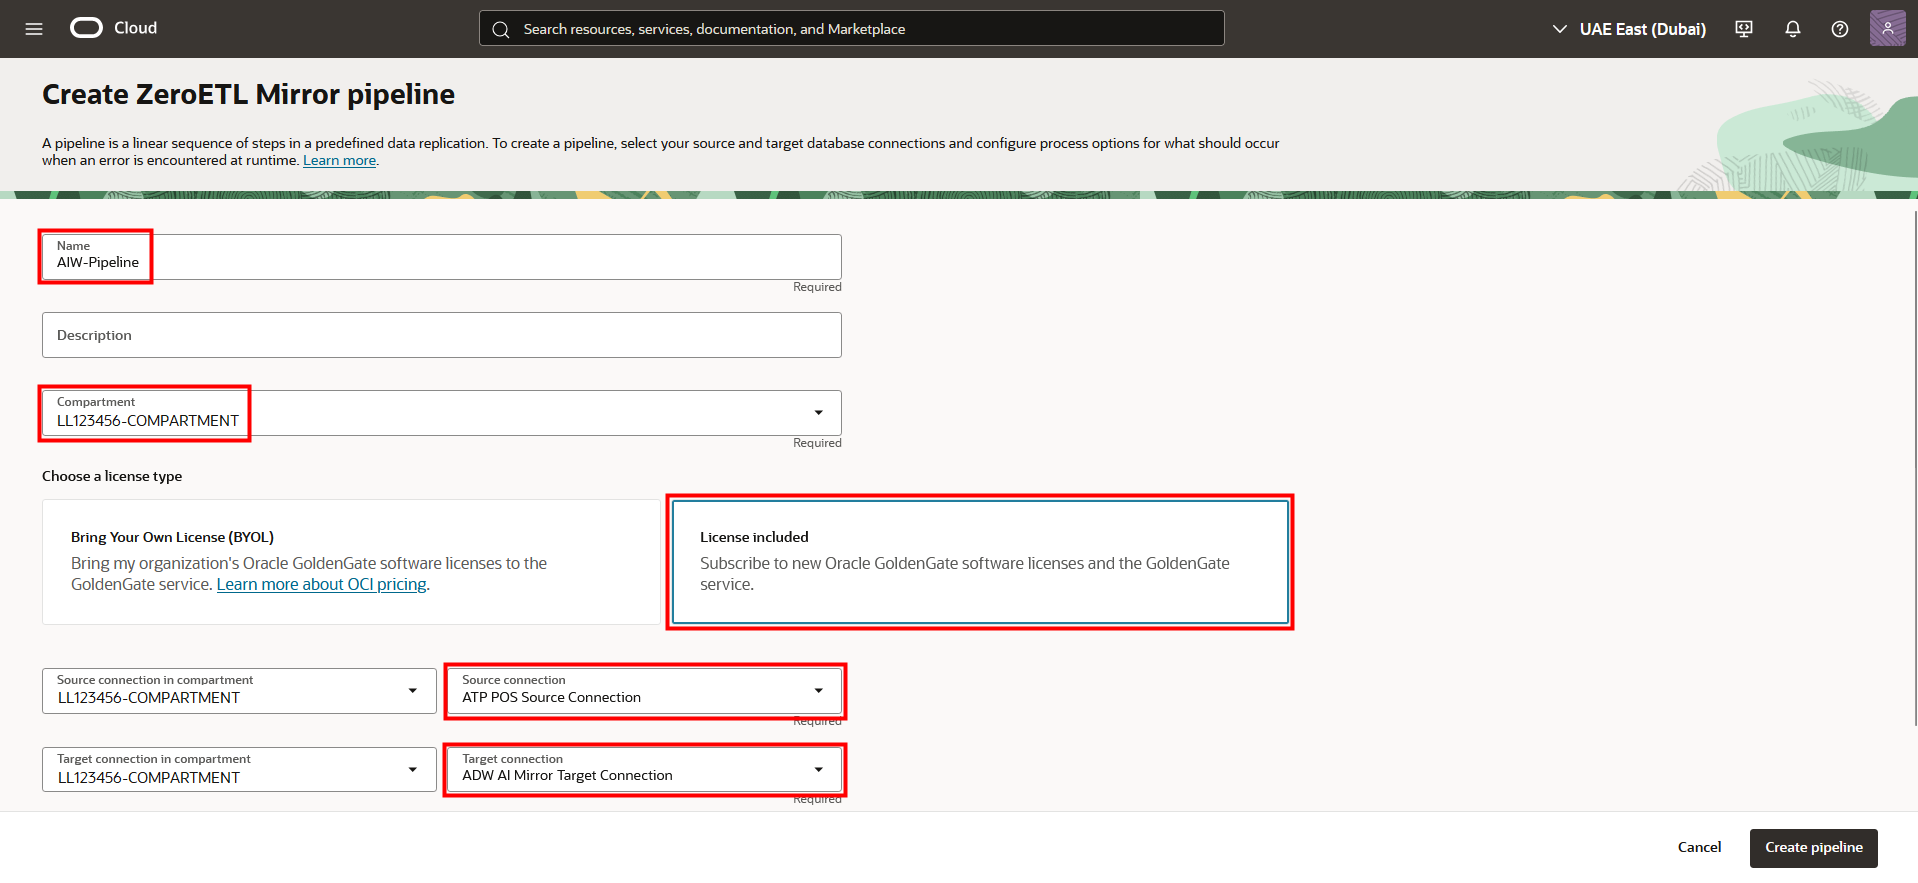 Cloud
Search resources, services, documentation, and Marketplace
UAE East (Dubai)
Create ZeroETL Mirror pipeline
A pipeline is a linear sequence of steps in a predefined data replication. To create a pipeline, select your source and target database connections and configure process options for what should occur
when an error is encountered at runtime. Learn more.
Name
AIW-Pipeline
Required
Description
Compartment
LL123456-COMPARTMENT
Required
Choose a license type
Bring Your Own License (BYOL)
Bring my organization's Oracle GoldenGate software licenses to the
GoldenGate service. Learn more about OCI pricing.
License included
Subscribe to new Oracle GoldenGate software licenses and the GoldenGate
service.
Source connection in compartment
LL123456-COMPARTMENT
Source connection
ATP POS Source Connection
Required
Target connection in compartment
LL123456-COMPARTMENT
Target connection
ADW AI Mirror Target Connection
Required
Cancel
Create pipeline